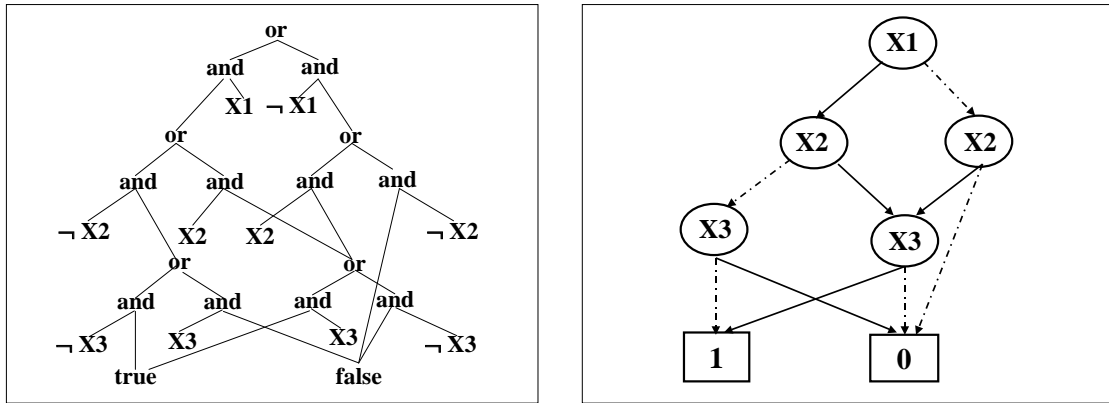 or
and and
X1 ¬ X1
or or
and and and and
¬ X2 X2 X2 ¬ X2
or or
and and and and
¬ X3 X3 X3 ¬ X3
true false
X1
X2 X2
X3 X3
1 0